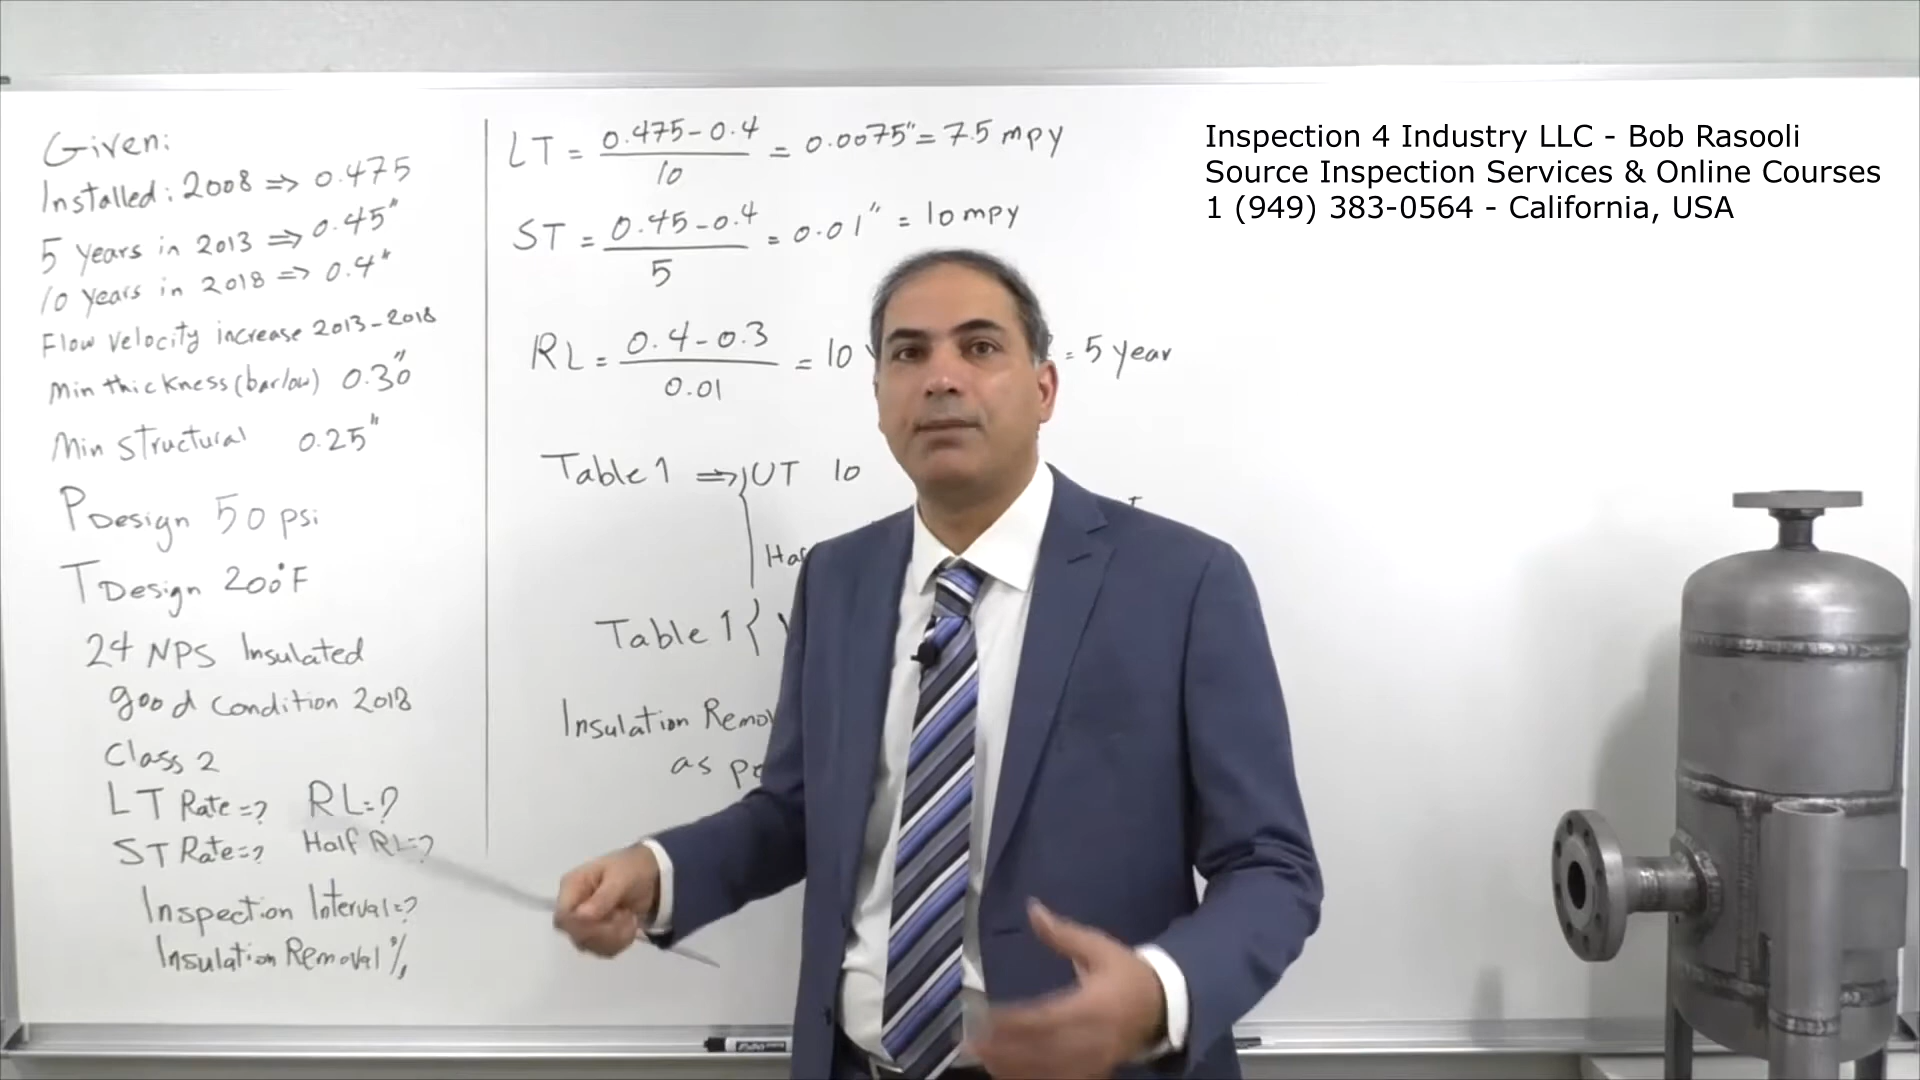 Given:
Installed: 2008 => 0.475
5 years in 2013 => 0.45"
10 years in 2018 => 0.4"
Flow velocity increase 2013-2018
Min thickness (barlow) 0.30"
Min structural 0.25"
PDesign 50 psi
TDesign 200°F
24 NPS Insulated
good condition 2018
Class 2
LT Rate=? RL=?
ST Rate=? Half RL=?
Inspection Interval=?
Insulation Removal %
LT = 0.475-0.4 / 10 = 0.0075" = 7.5 mpy
ST = 0.45-0.4 / 5 = 0.01" = 10 mpy
RL = 0.4-0.3 / 0.01 = 10 = 5 year
Table 1 => UT 10
Table 1 {
Insulation
as
Inspection 4 Industry LLC - Bob Rasooli
Source Inspection Services & Online Courses
1 (949) 383-0564 - California, USA